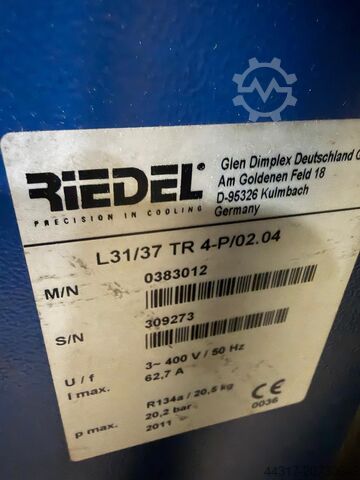 RIEDEL
PRECISION IN COOLING
Glen Dimplex Deutschland G
Am Goldenen Feld 18
D-95326 Kulmbach
Germany
L31/37 TR 4-P/02.04
M/N 0383012
S/N 309273
U / f 3~ 400 V / 50 Hz
I max. 62,7 A
R134a / 20,5 kg
p max. 20,2 bar
2011
CE
0036